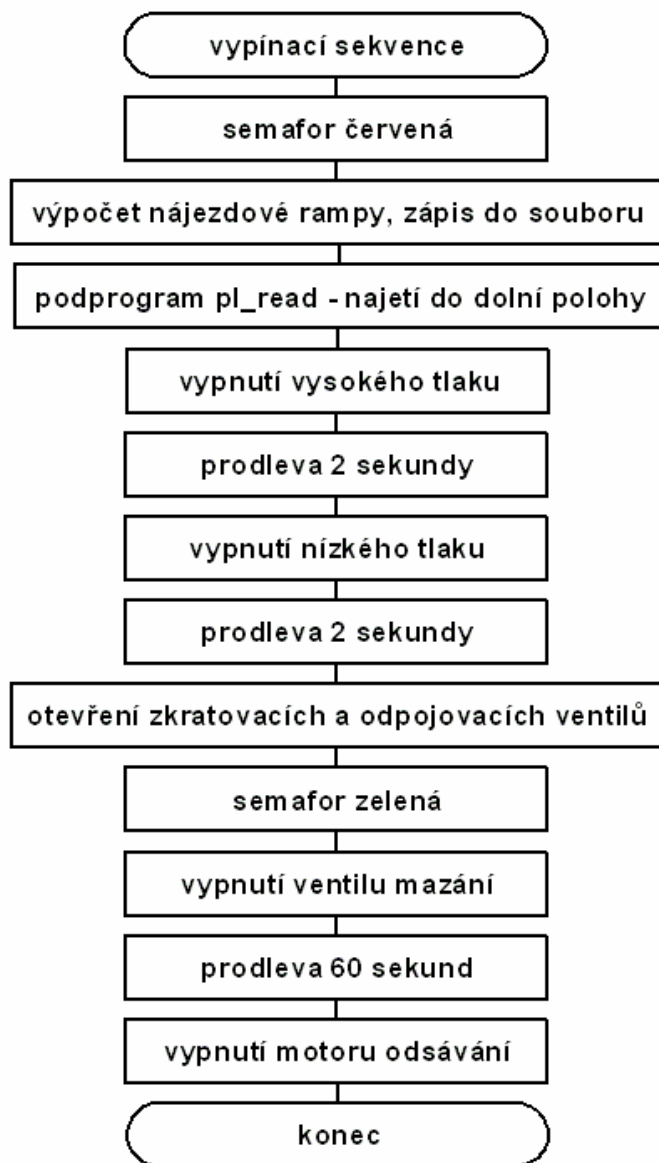 vypínací sekvence
semafor červená
výpočet nájezdové rampy, zápis do souboru
podprogram pl_read - najetí do dolní polohy
vypnutí vysokého tlaku
prodleva 2 sekundy
vypnutí nízkého tlaku
prodleva 2 sekundy
otevření zkratovacích a odpojovacích ventilů
semafor zelená
vypnutí ventilu mazání
prodleva 60 sekund
vypnutí motoru odsávání
konec